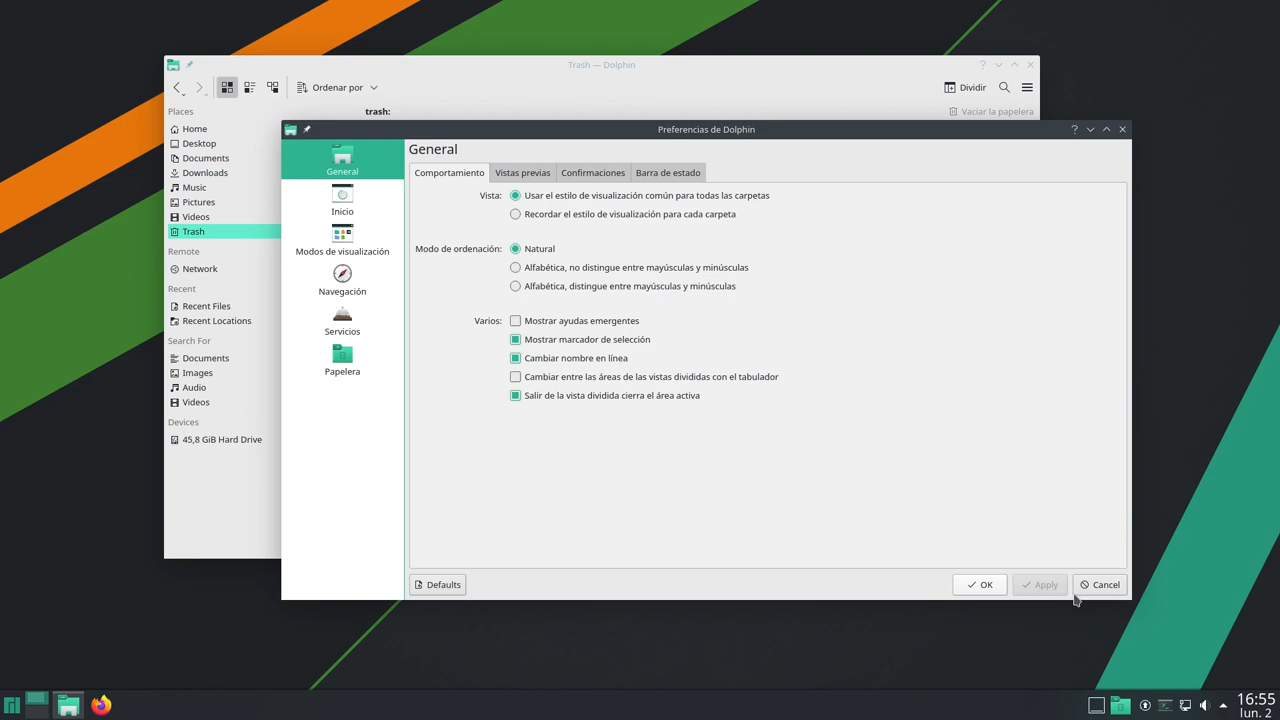 Trash — Dolphin
Ordenar por
Dividir
Places
trash:
Vaciar la papelera
Home
Desktop
Documents
Downloads
Music
Pictures
Videos
Trash
Remote
Network
Recent
Recent Files
Recent Locations
Search For
Documents
Images
Audio
Videos
Devices
45,8 GiB Hard Drive
Preferencias de Dolphin
General
Inicio
Modos de visualización
Navegación
Servicios
Papelera
General
Comportamiento
Vistas previas
Confirmaciones
Barra de estado
Vista:
Usar el estilo de visualización común para todas las carpetas
Recordar el estilo de visualización para cada carpeta
Modo de ordenación:
Natural
Alfabética, no distingue entre mayúsculas y minúsculas
Alfabética, distingue entre mayúsculas y minúsculas
Varios:
Mostrar ayudas emergentes
Mostrar marcador de selección
Cambiar nombre en línea
Cambiar entre las áreas de las vistas divididas con el tabulador
Salir de la vista dividida cierra el área activa
Defaults
OK
Apply
Cancel
16:55
lun. 2